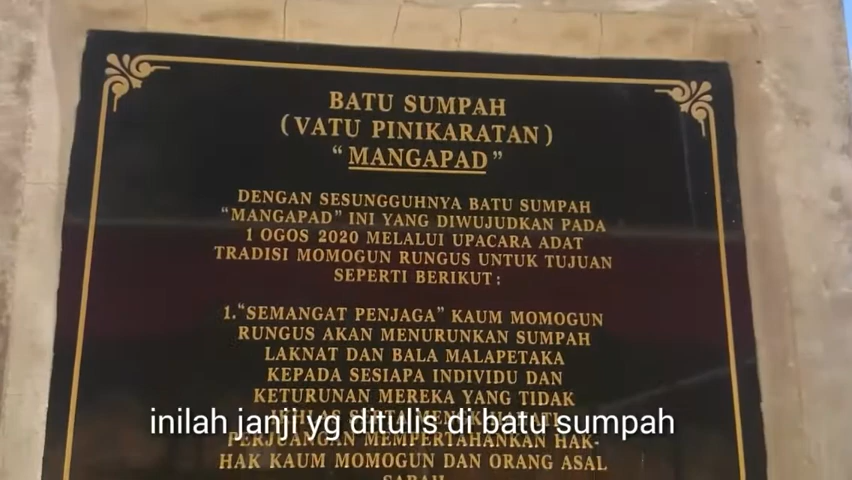 BATU SUMPAH
(VATU PINIKARATAN)
"MANGAPAD"
DENGAN SESUNGGUHNYA BATU SUMPAH
"MANGAPAD" INI YANG DIWUJUDKAN PADA
1 OGOS 2020 MELALUI UPACARA ADAT
TRADISI MOMOGUN RUNGUS UNTUK TUJUAN
SEPERTI BERIKUT:
1."SEMANGAT PENJAGA" KAUM MOMOGUN
RUNGUS AKAN MENURUNKAN SUMPAH
LAKNAT DAN BALA MALAPETAKA
KEPADA SESIAPA INDIVIDU DAN
KETURUNAN MEREKA YANG TIDAK
inilah janji yg ditulis di batu sumpah
PERJUANGAN MEMPERTAHANKAN HAK-
HAK KAUM MOMOGUN DAN ORANG ASAL
SABAH